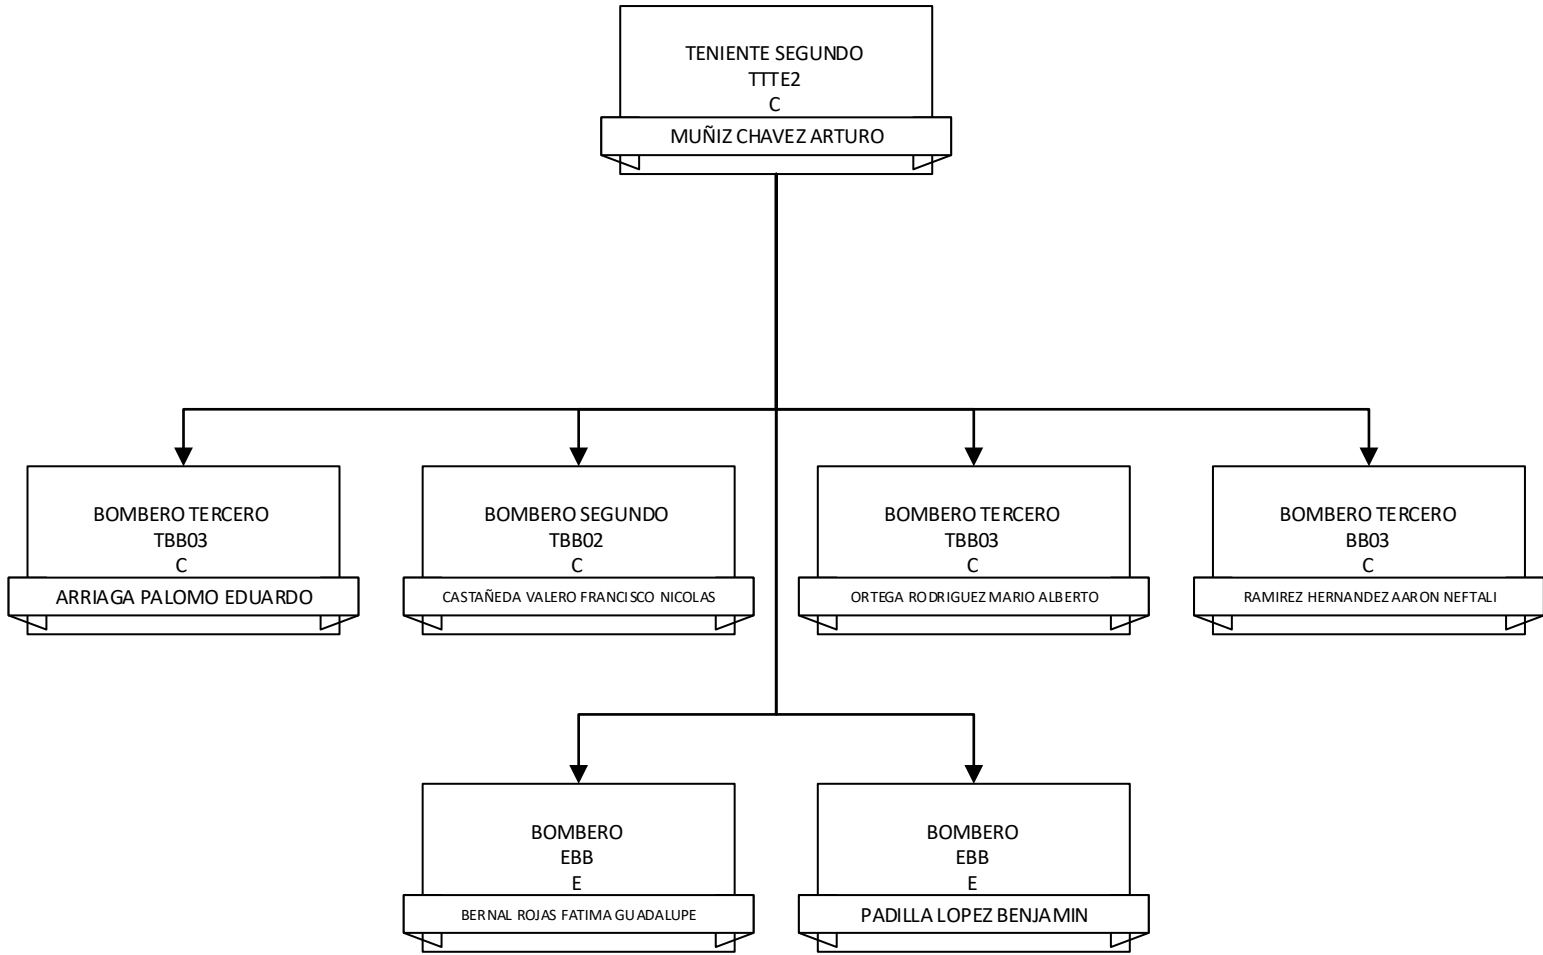 TENIENTE SEGUNDO
TTTE2
C
MUÑIZ CHAVEZ ARTURO
BOMBERO TERCERO
TBB03
C
ARRIAGA PALOMO EDUARDO
BOMBERO SEGUNDO
TBB02
C
CASTAÑEDA VALERO FRANCISCO NICOLAS
BOMBERO TERCERO
TBB03
C
ORTEGA RODRIGUEZ MARIO ALBERTO
BOMBERO TERCERO
BB03
C
RAMIREZ HERNANDEZ AARON NEFTALI
BOMBERO
EBB
E
BERNAL ROJAS FATIMA GUADALUPE
BOMBERO
EBB
E
PADILLA LOPEZ BENJAMIN